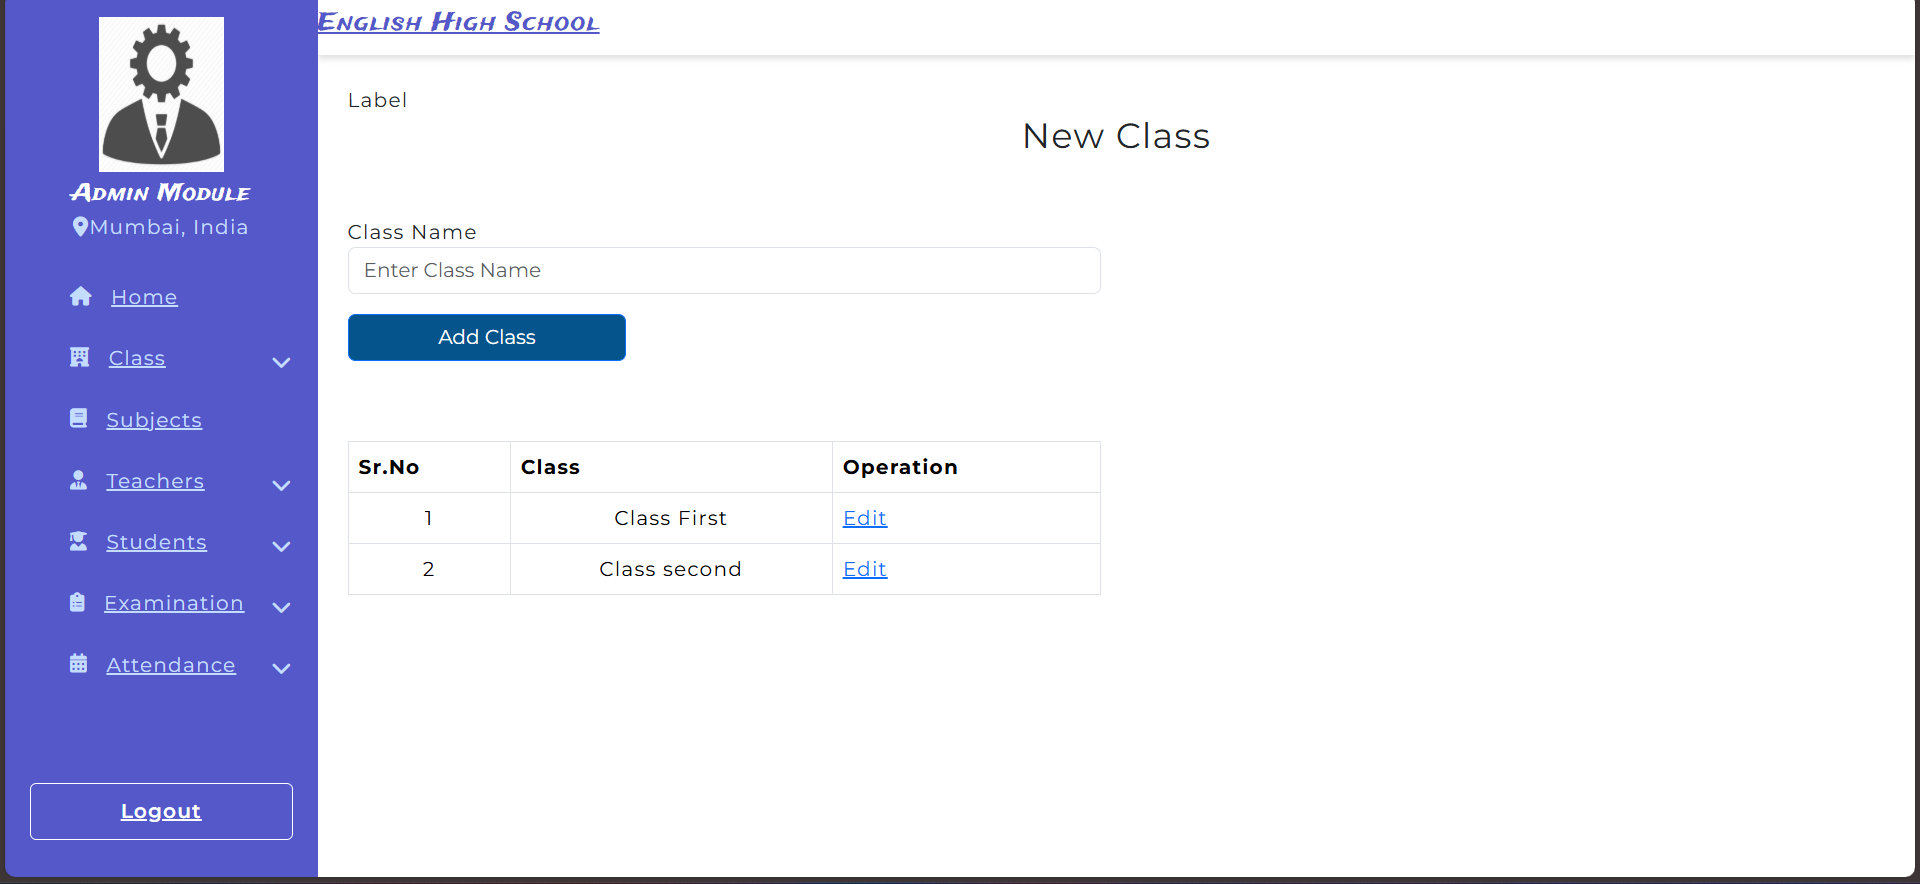 English High School
Admin Module
Mumbai, India
Home
Class
Subjects
Teachers
Students
Examination
Attendance
Logout
Label
New Class
Class Name
Enter Class Name
Add Class
Sr.No Class Operation
1 Class First Edit
2 Class second Edit